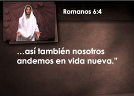 Romanos 6:4
...así también nosotros
andemos en vida nueva."